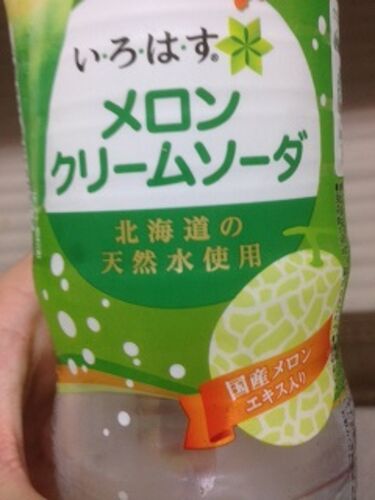 い・ろ・は・す®
メロン
クリームソーダ
北海道の
天然水使用
国産メロン
エキス入り